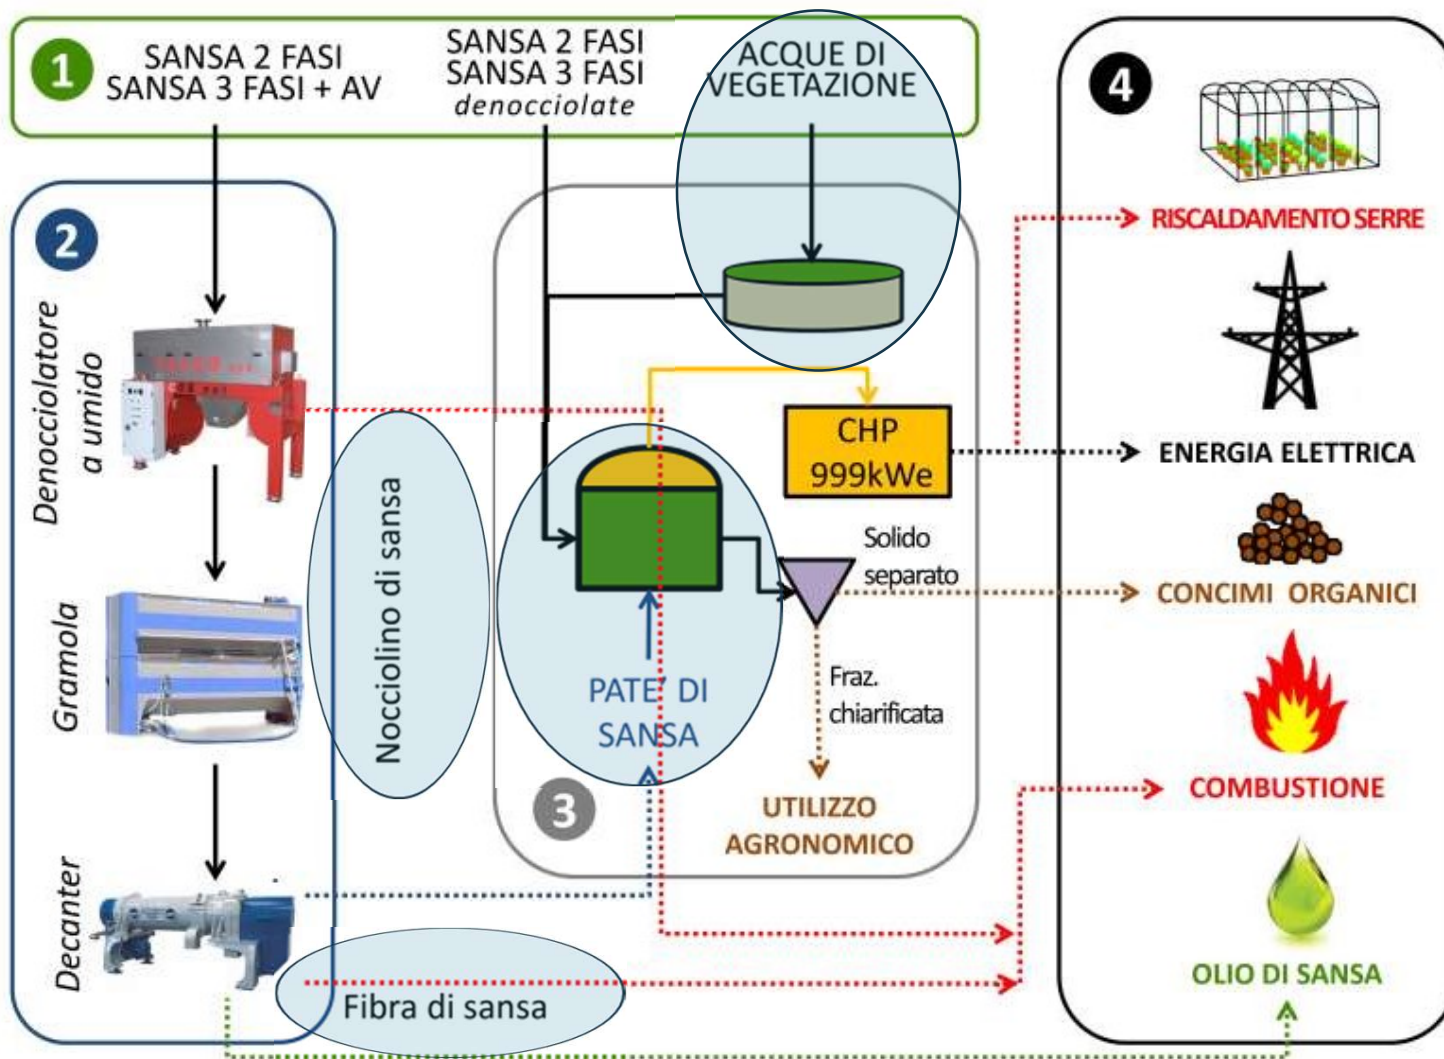 1
SANSA 2 FASI
SANSA 3 FASI + AV
SANSA 2 FASI
SANSA 3 FASI
denocciolate
ACQUE DI
VEGETAZIONE
2
Denocciolatore
a umido
Gramola
Decanter
Nocciolino di sansa
Fibra di sansa
3
CHP
999kWe
Solido
separato
PATE' DI
SANSA
Fraz.
chiarificata
UTILIZZO
AGRONOMICO
4
RISCALDAMENTO SERRE
ENERGIA ELETTRICA
CONCIMI ORGANICI
COMBUSTIONE
OLIO DI SANSA